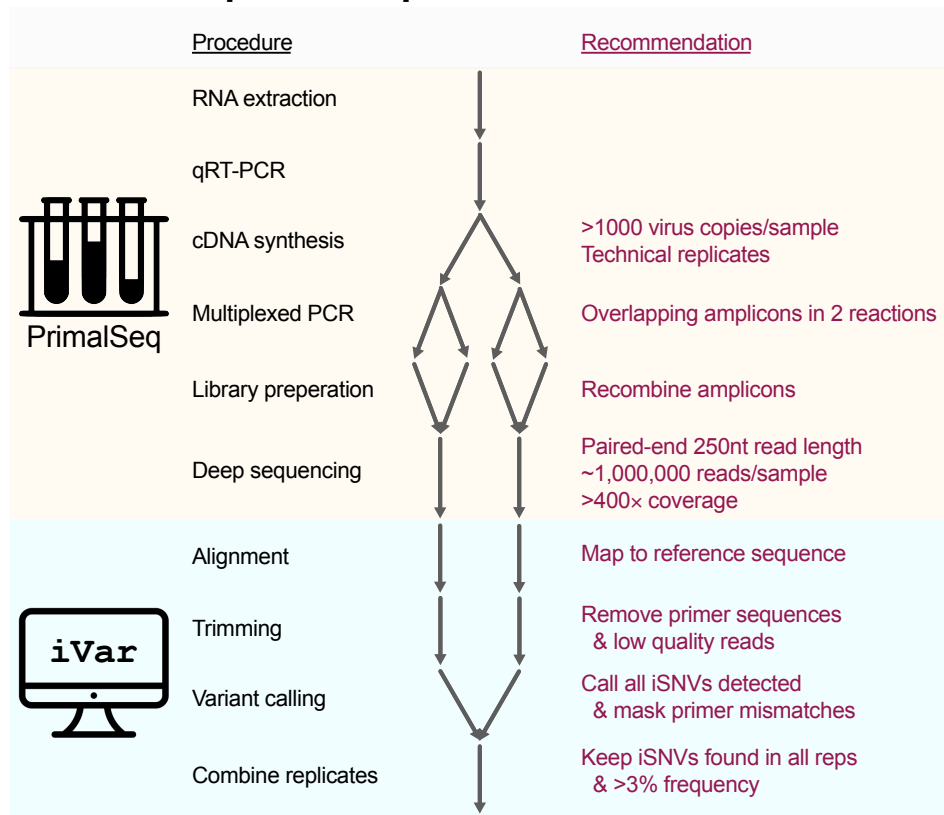 Procedure Recommendation
RNA extraction
qRT-PCR
cDNA synthesis
>1000 virus copies/sample
Technical replicates
Multiplexed PCR
Overlapping amplicons in 2 reactions
PrimalSeq
Library preperation
Recombine amplicons
Deep sequencing
Paired-end 250nt read length
~1,000,000 reads/sample
>400× coverage
Alignment
Map to reference sequence
Trimming
Remove primer sequences
& low quality reads
iVar
Variant calling
Call all iSNVs detected
& mask primer mismatches
Combine replicates
Keep iSNVs found in all reps
& >3% frequency